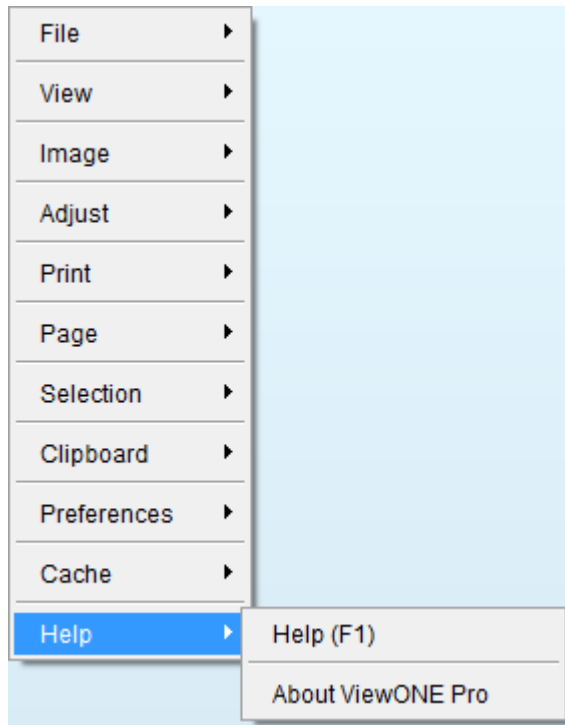 File
View
Image
Adjust
Print
Page
Selection
Clipboard
Preferences
Cache
Help
Help (F1)
About ViewONE Pro